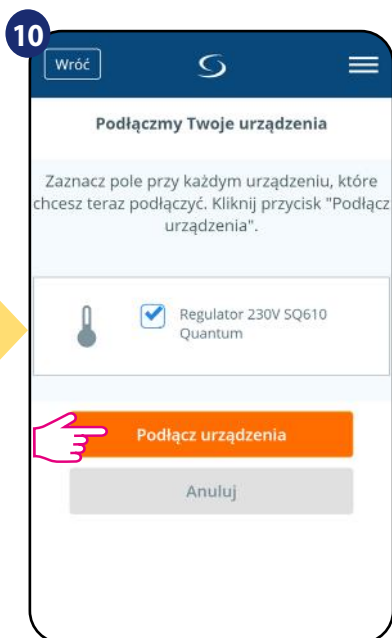 10
Wróć
Podłączmy Twoje urządzenia
Zaznacz pole przy każdym urządzeniu, które
chcesz teraz podłączyć. Kliknij przycisk "Podłącz
urządzenia".
Regulator 230V SQ610
Quantum
Podłącz urządzenia
Anuluj